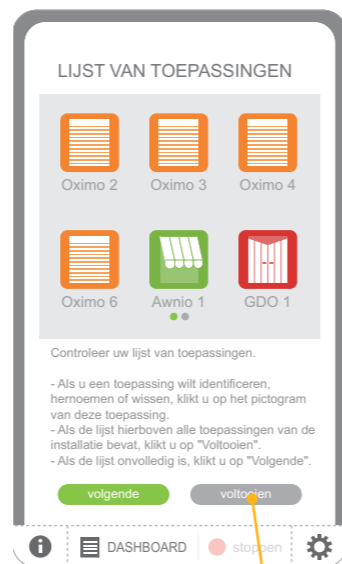 LIJST VAN TOEPASSINGEN
Oximo 2 Oximo 3 Oximo 4
Oximo 6 Awnio 1 GDO 1
Controleer uw lijst van toepassingen.
- Als u een toepassing wilt identificeren,
hernoemen of wissen, klikt u op het pictogram
van deze toepassing.
- Als de lijst hierboven alle toepassingen van de
installatie bevat, klikt u op "Voltooien".
- Als de lijst onvolledig is, klikt u op "Volgende".
volgende voltooien
i DASHBOARD stoppen